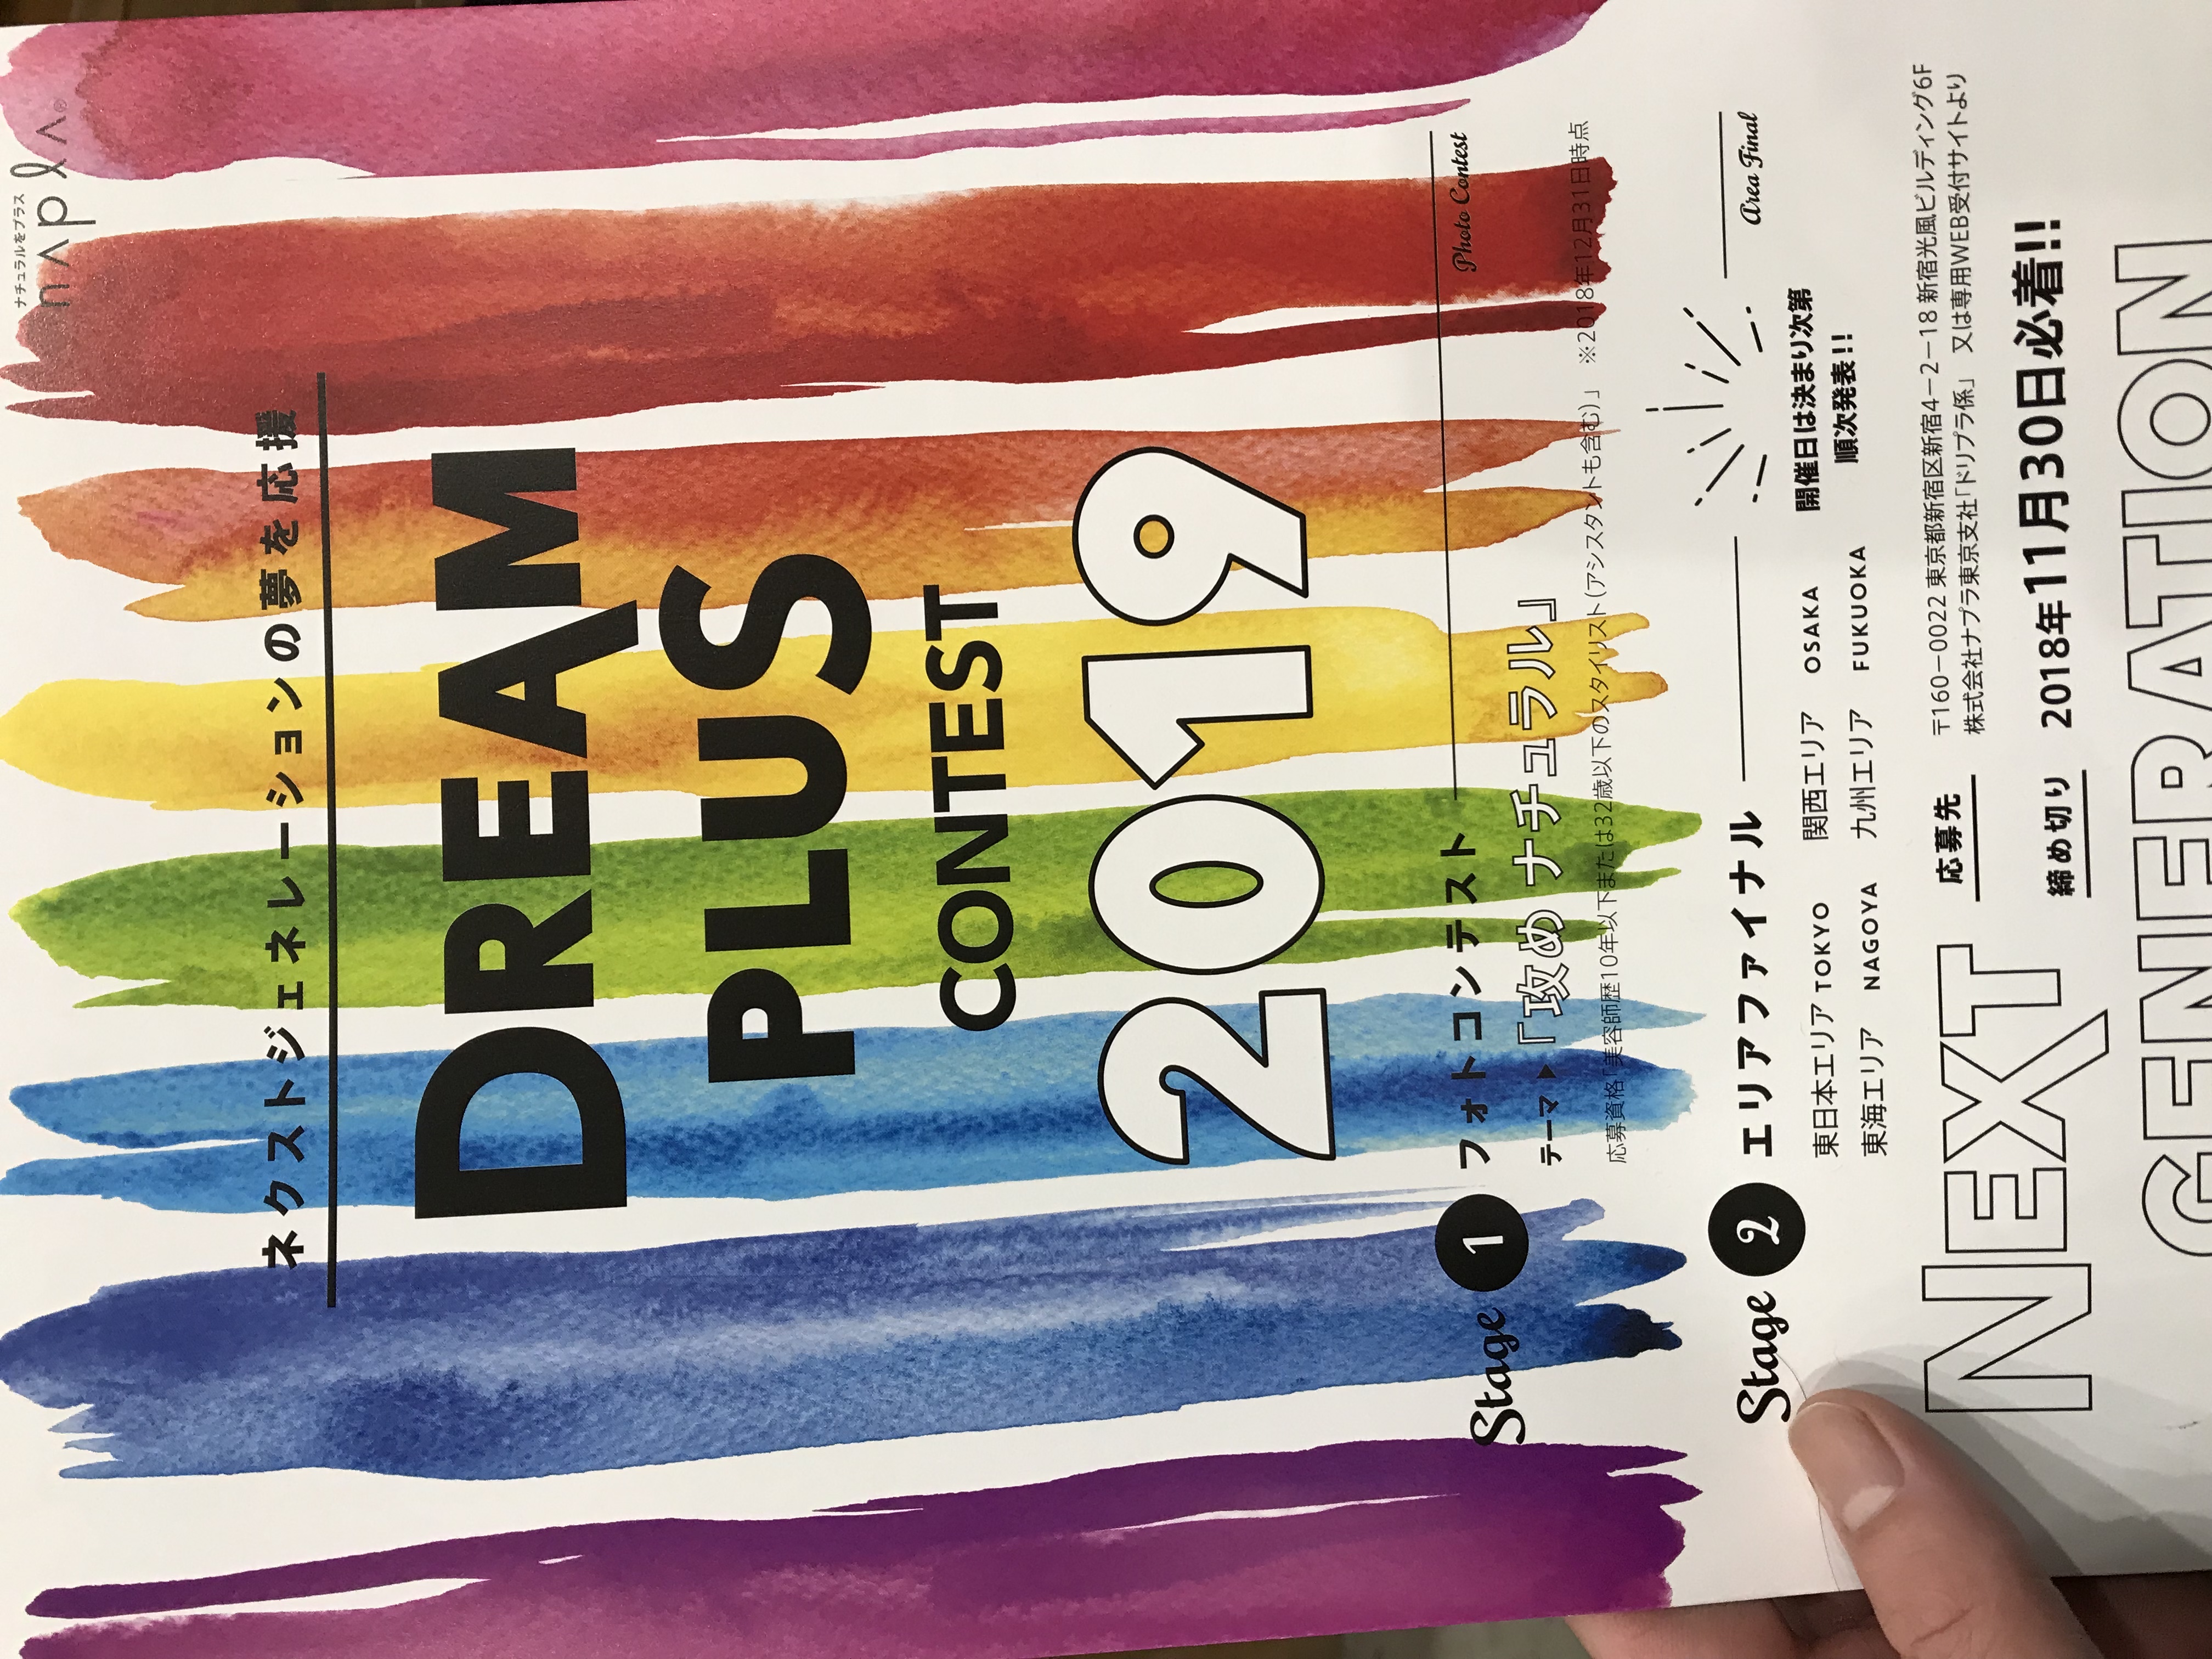 ナチュラルをプラス
napla®
ネクストジェネレーションの夢を応援
DREAM
PLUS
CONTEST
2019
Stage 1 フォトコンテスト Photo Contest
テーマ▶「攻め ナチュラル」
応募資格「美容師歴10年以下または32歳以下のスタイリスト(アシスタントも含む)」 ※2018年12月31日時点
Stage 2 エリアファイナル Area Final
東日本エリア TOKYO 関西エリア OSAKA
東海エリア NAGOYA 九州エリア FUKUOKA
開催日は決まり次第
順次発表!!
応募先 〒160-0022 東京都新宿区新宿4-2-18 新宿光風ビルディング6F
株式会社ナプラ東京支社「ドリプラ係」 又は専用WEB受付サイトより
締め切り 2018年11月30日必着!!
NEXT
GENERATION